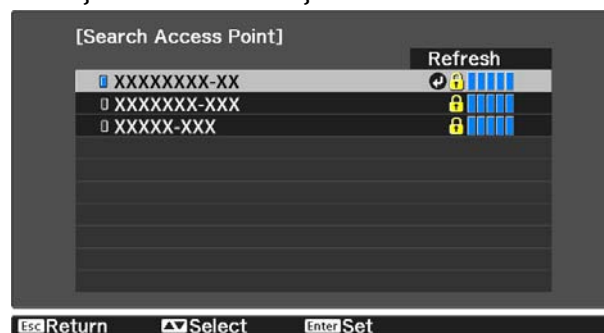 [Search Access Point]
Refresh
XXXXXXXX-XX
XXXXXXX-XXX
XXXXX-XXX
Esc Return Select Enter Set